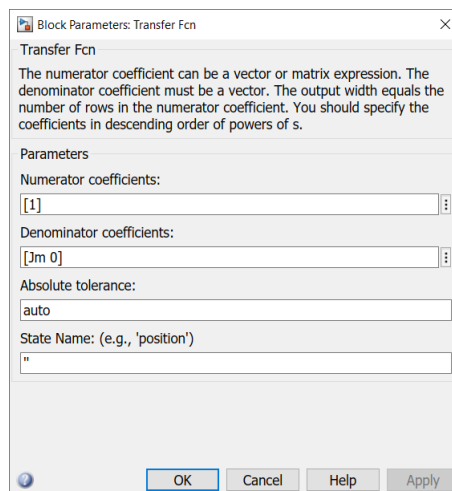 Block Parameters: Transfer Fcn
Transfer Fcn
The numerator coefficient can be a vector or matrix expression. The
denominator coefficient must be a vector. The output width equals the
number of rows in the numerator coefficient. You should specify the
coefficients in descending order of powers of s.
Parameters
Numerator coefficients:
[1]
Denominator coefficients:
[Jm 0]
Absolute tolerance:
auto
State Name: (e.g., 'position')
''
OK Cancel Help Apply